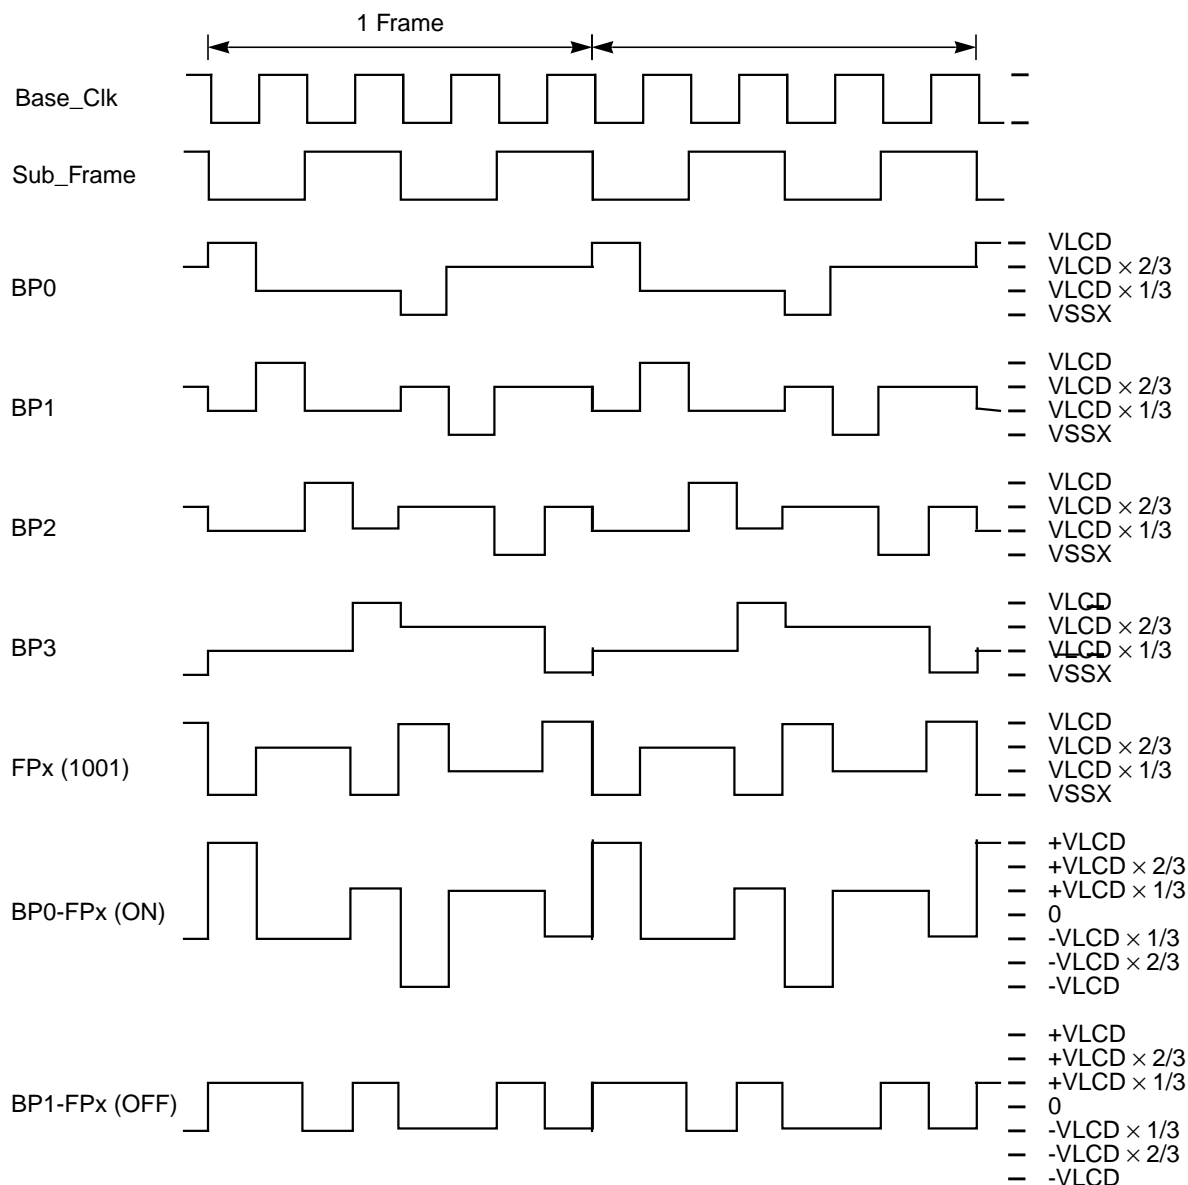 1 Frame
Base_Clk
Sub_Frame
BP0
VLCD
VLCD × 2/3
VLCD × 1/3
VSSX
BP1
VLCD
VLCD × 2/3
VLCD × 1/3
VSSX
BP2
VLCD
VLCD × 2/3
VLCD × 1/3
VSSX
BP3
VLCD
VLCD × 2/3
VLCD × 1/3
VSSX
FPx (1001)
VLCD
VLCD × 2/3
VLCD × 1/3
VSSX
BP0-FPx (ON)
+VLCD
+VLCD × 2/3
+VLCD × 1/3
0
-VLCD × 1/3
-VLCD × 2/3
-VLCD
BP1-FPx (OFF)
+VLCD
+VLCD × 2/3
+VLCD × 1/3
0
-VLCD × 1/3
-VLCD × 2/3
-VLCD